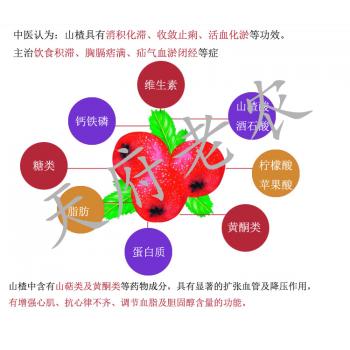 中医认为：山楂具有消积化滞、收敛止痢、活血化淤等功效。
主治饮食积滞、胸膈痞满、疝气血淤闭经等症
维生素
钙铁磷
山楂酸
酒石酸
糖类
柠檬酸
苹果酸
脂肪
黄酮类
蛋白质
天府老农
山楂中含有山萜类及黄酮类等药物成分，具有显著的扩张血管及降压作用，
有增强心肌、抗心律不齐、调节血脂及胆固醇含量的功能。